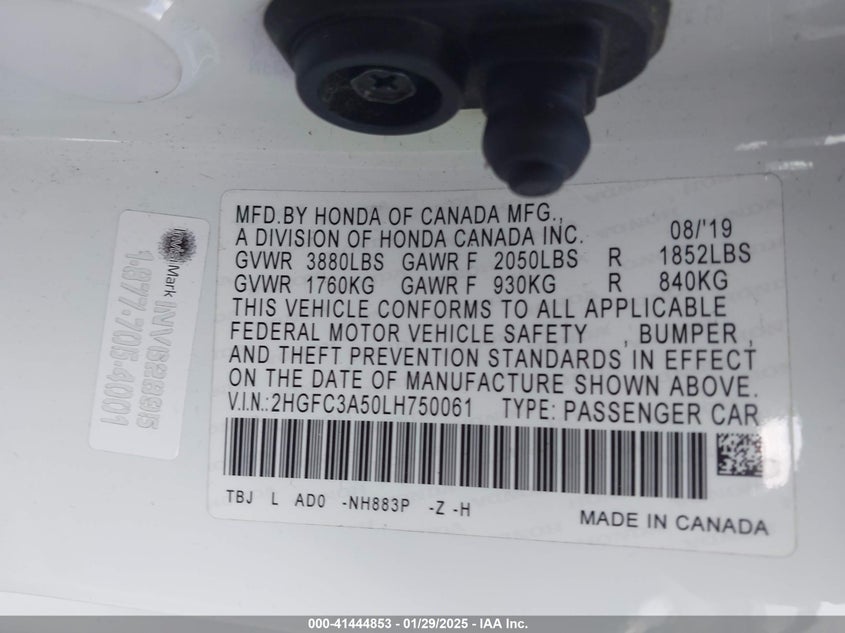 MFD.BY HONDA OF CANADA MFG.,
A DIVISION OF HONDA CANADA INC. 08/'19
GVWR 3880LBS GAWR F 2050LBS R 1852LBS
GVWR 1760KG GAWR F 930KG R 840KG
THIS VEHICLE CONFORMS TO ALL APPLICABLE
FEDERAL MOTOR VEHICLE SAFETY , BUMPER ,
AND THEFT PREVENTION STANDARDS IN EFFECT
ON THE DATE OF MANUFACTURE SHOWN ABOVE.
V.I.N.: 2HGFC3A50LH750061 TYPE: PASSENGER CAR
TBJ L AD0 -NH883P -Z -H
MADE IN CANADA
Mark
1-877-705-4001
000-41444853 - 01/29/2025 - IAA Inc.